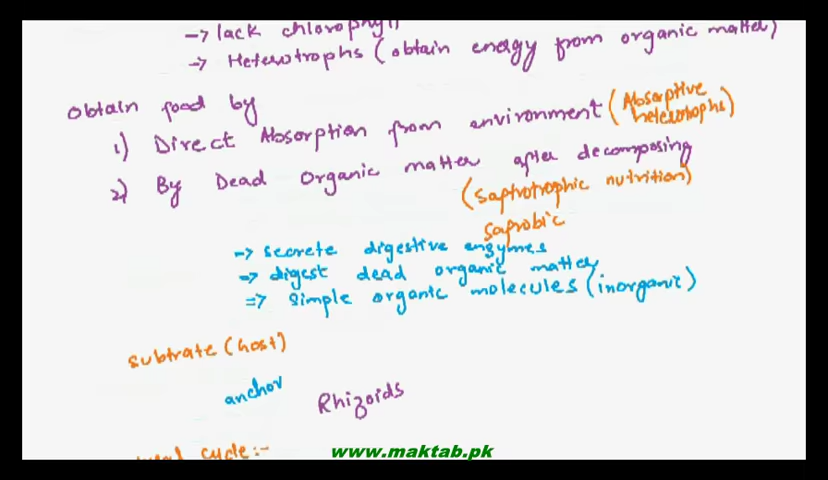 -> lack chlorophyll
-> Heterotrophs (obtain energy from organic matter)
obtain food by
1) Direct Absorption from environment (Absorptive heterotrophs)
2) By Dead Organic matter after decomposing
(saprotrophic nutrition)
saprobic
-> secrete digestive enzymes
=> digest dead organic matter
=> simple organic molecules (inorganic)
subtrate (host)
anchor
Rhizoids
cycle:-
www.maktab.pk